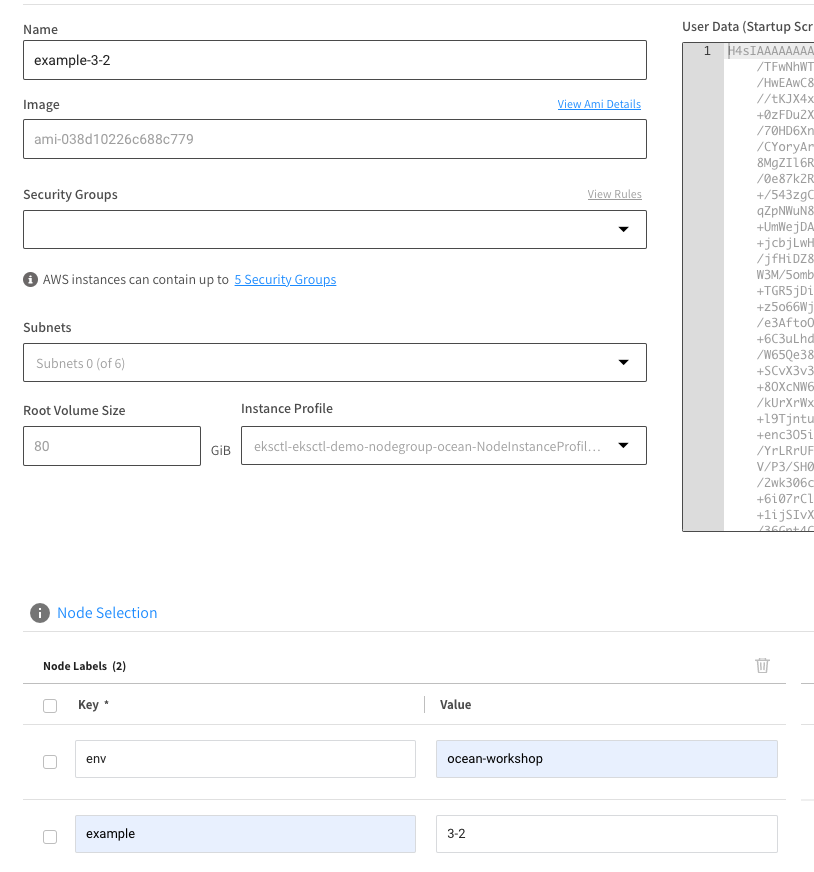 Name
User Data (Startup Scr
example-3-2
1
H4sIAAAAAAAA
/TFwNhWT
/HwEAwC8
//tKJX4x
+0zFDu2X
/70HD6Xn
/CYoryAr
8MgZIl6R
/0e87kZR
+/543zgC
qZpNWuN8
+UmWejDA
+jcbjLwH
/jfHiDZ8
W3M/5omb
+TGR5jDi
+z5o66Wj
/e3AftoO
+6C3uLhd
/W65Qe38
+SCvX3v3
+8OXcNW6
/kUrXrWx
+l9Tjntu
+enc3O5i
/YrLRrUF
V/P3/SH0
/2wk306c
+6i07rCl
+1ijSIvX
Image
View Ami Details
ami-038d10226c688c779
Security Groups
View Rules
AWS instances can contain up to 5 Security Groups
Subnets
Subnets 0 (of 6)
Root Volume Size
Instance Profile
80
GiB
eksctl-eksctl-demo-nodegroup-ocean-NodeInstanceProfil...
Node Selection
Node Labels (2)
Key *
Value
env
ocean-workshop
example
3-2